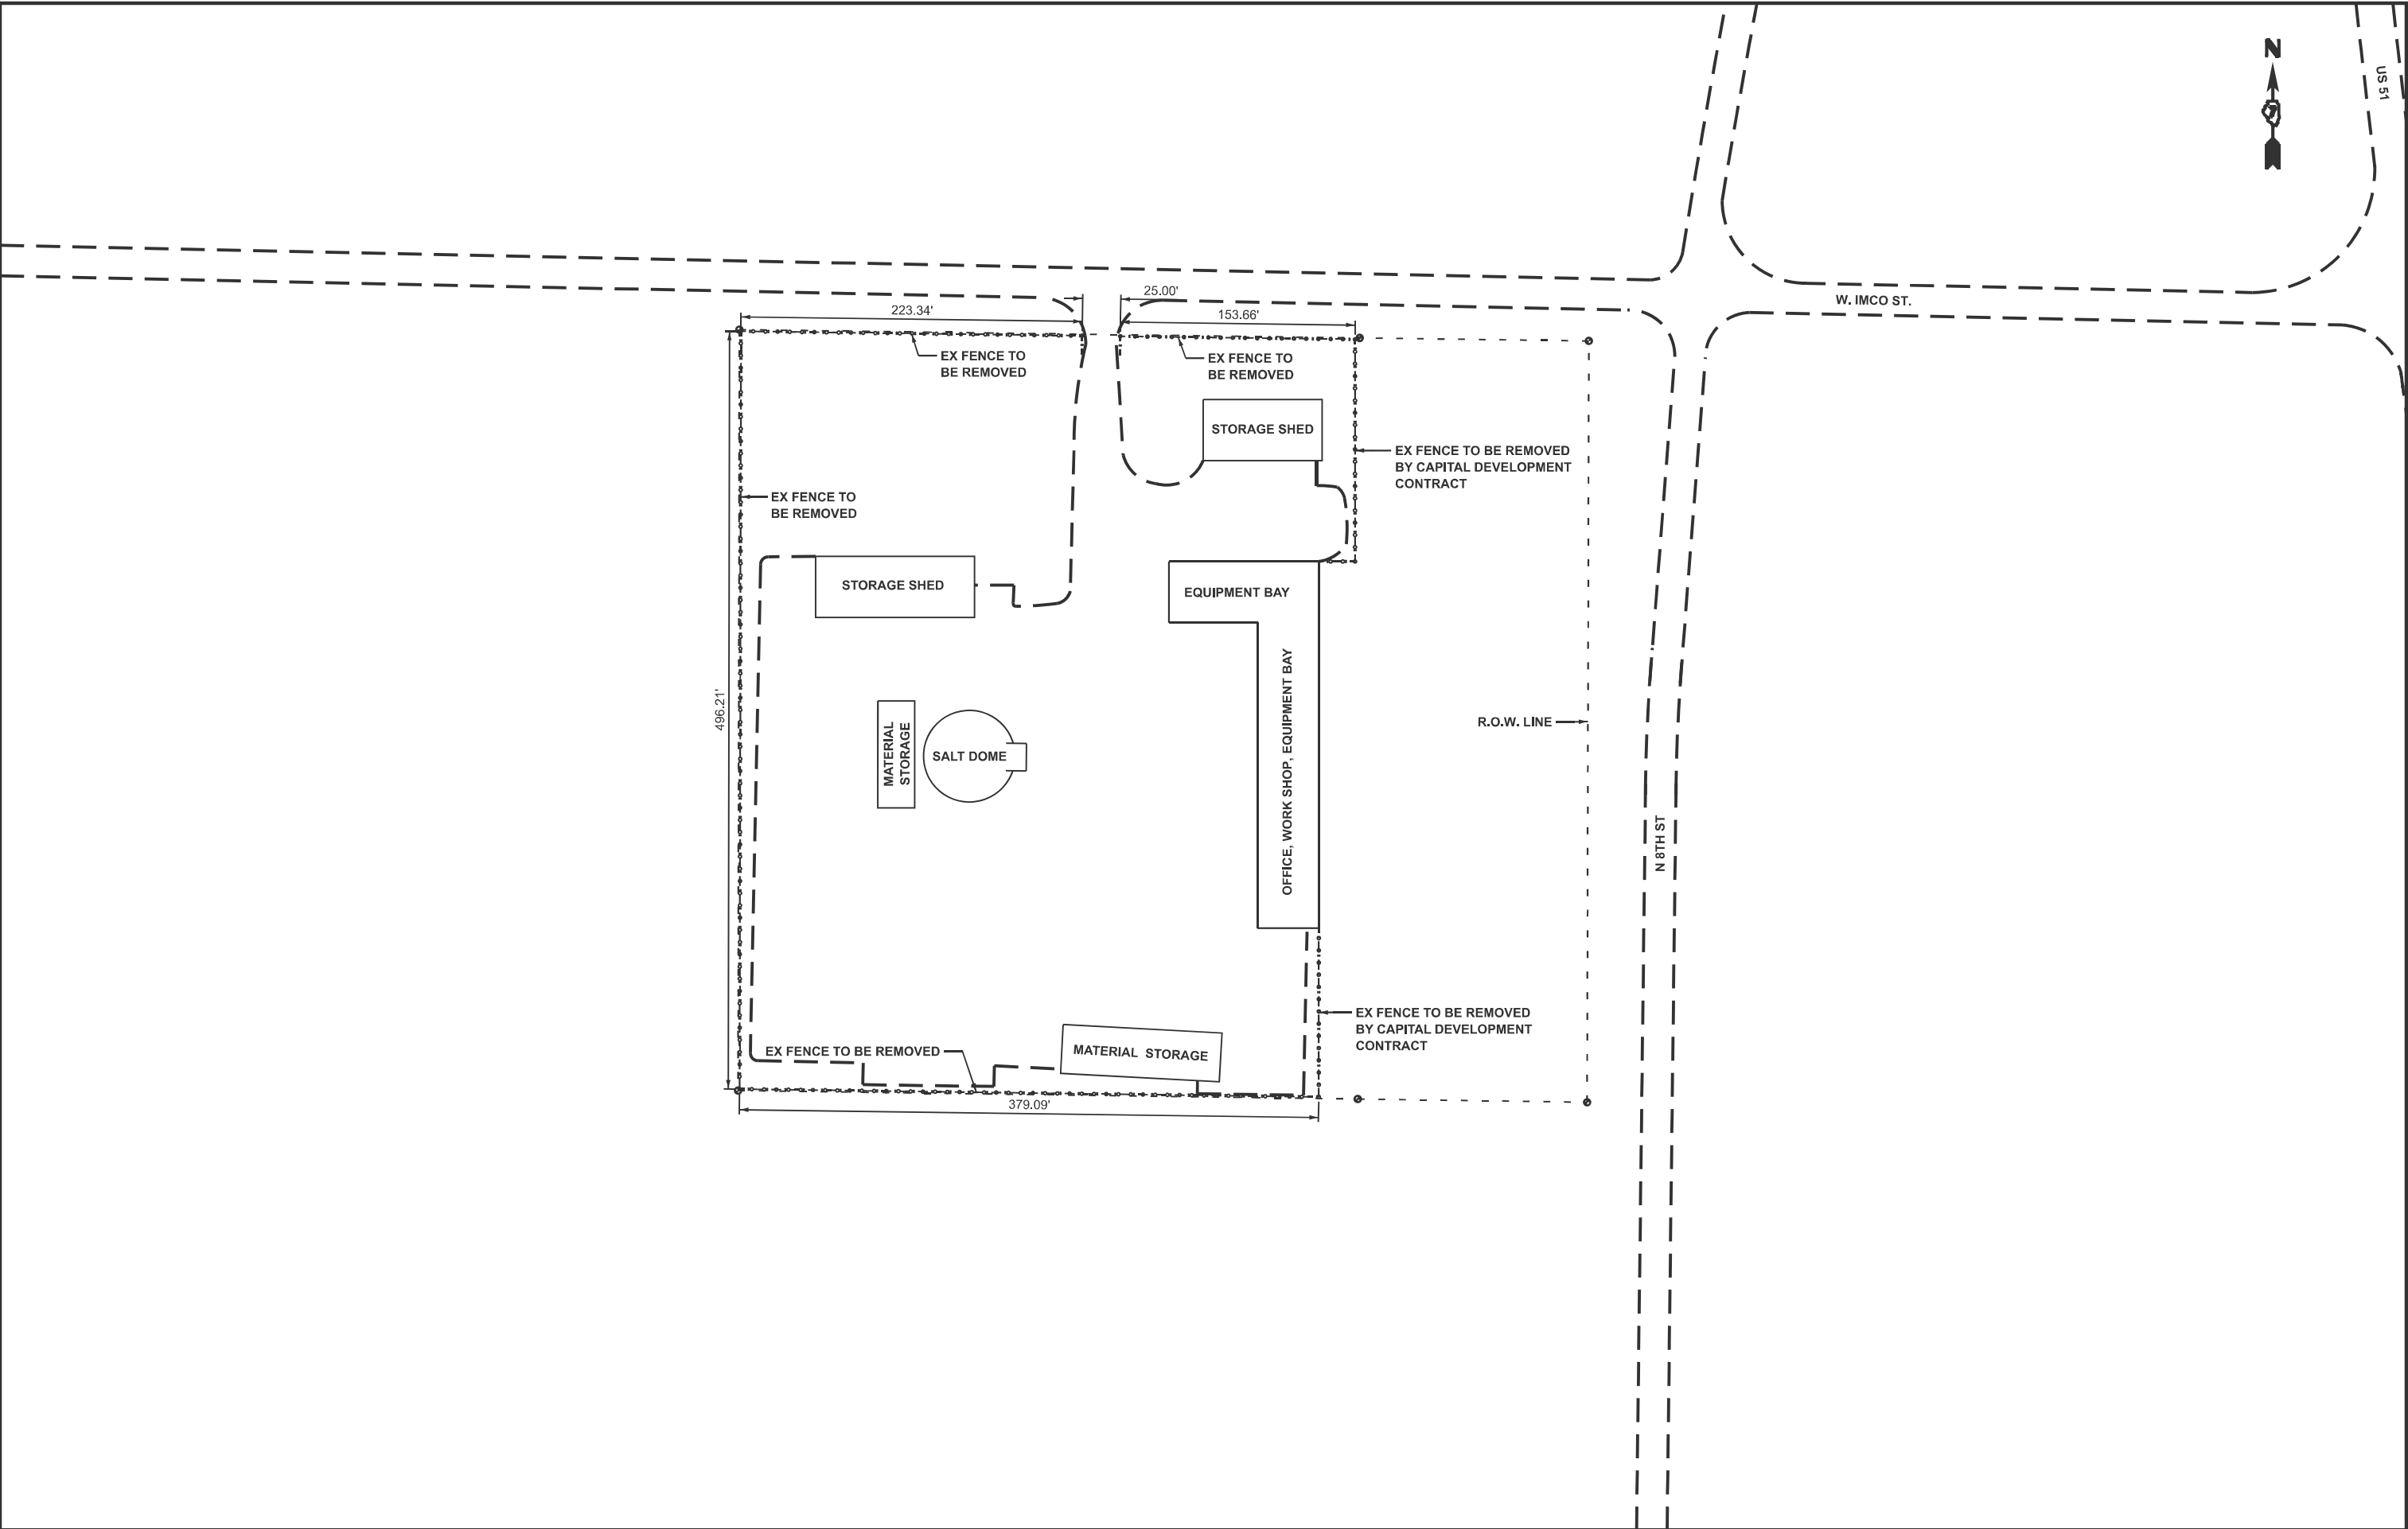 N
US 51
W. IMCO ST.
25.00'
223.34'
153.66'
EX FENCE TO
BE REMOVED
EX FENCE TO
BE REMOVED
STORAGE SHED
EX FENCE TO BE REMOVED
BY CAPITAL DEVELOPMENT
CONTRACT
EX FENCE TO
BE REMOVED
STORAGE SHED
EQUIPMENT BAY
496.21'
MATERIAL
STORAGE
SALT DOME
OFFICE, WORK SHOP, EQUIPMENT BAY
R.O.W. LINE
N 8TH ST
EX FENCE TO BE REMOVED
BY CAPITAL DEVELOPMENT
CONTRACT
EX FENCE TO BE REMOVED
MATERIAL STORAGE
379.09'